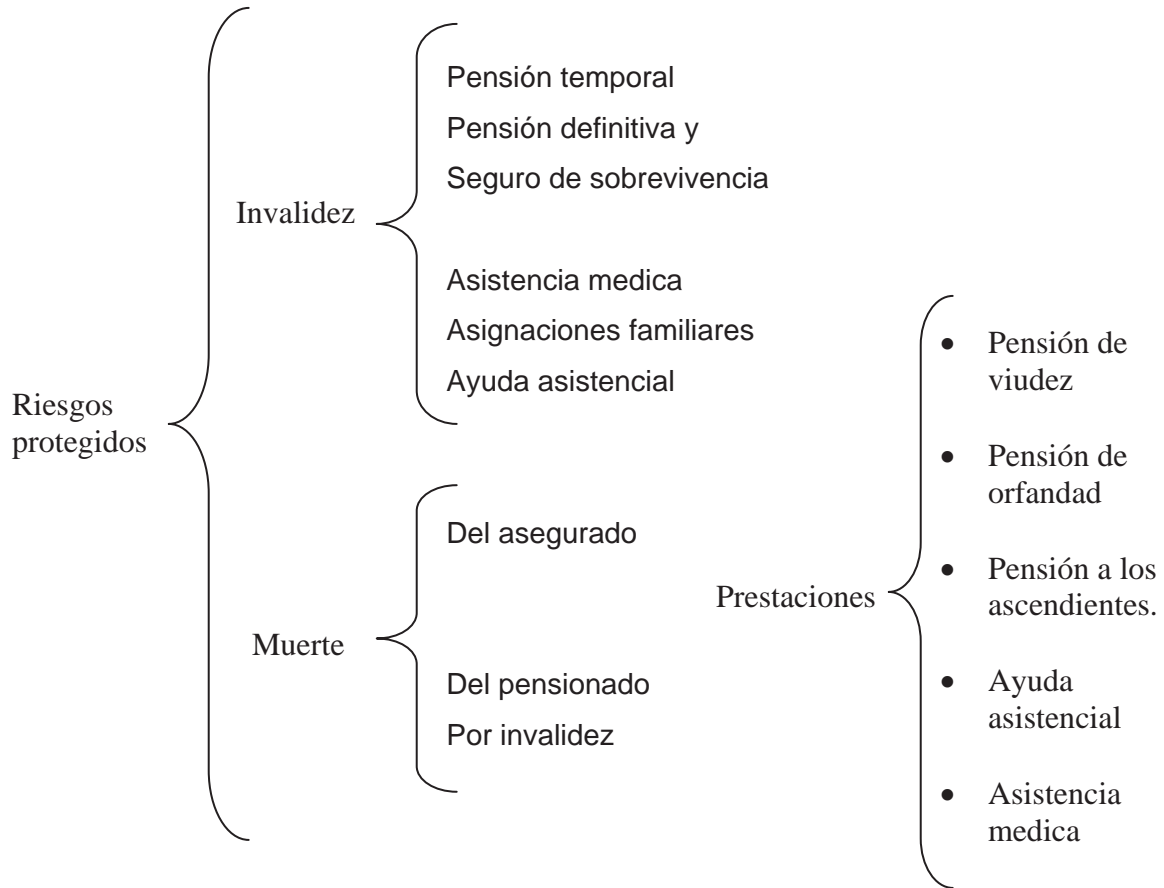 Riesgos
protegidos
Invalidez
Pensión temporal
Pensión definitiva y
Seguro de sobrevivencia
Asistencia medica
Asignaciones familiares
Ayuda asistencial
Muerte
Del asegurado
Del pensionado
Por invalidez
Prestaciones
• Pensión de
viudez
• Pensión de
orfandad
• Pensión a los
ascendientes.
• Ayuda
asistencial
• Asistencia
medica